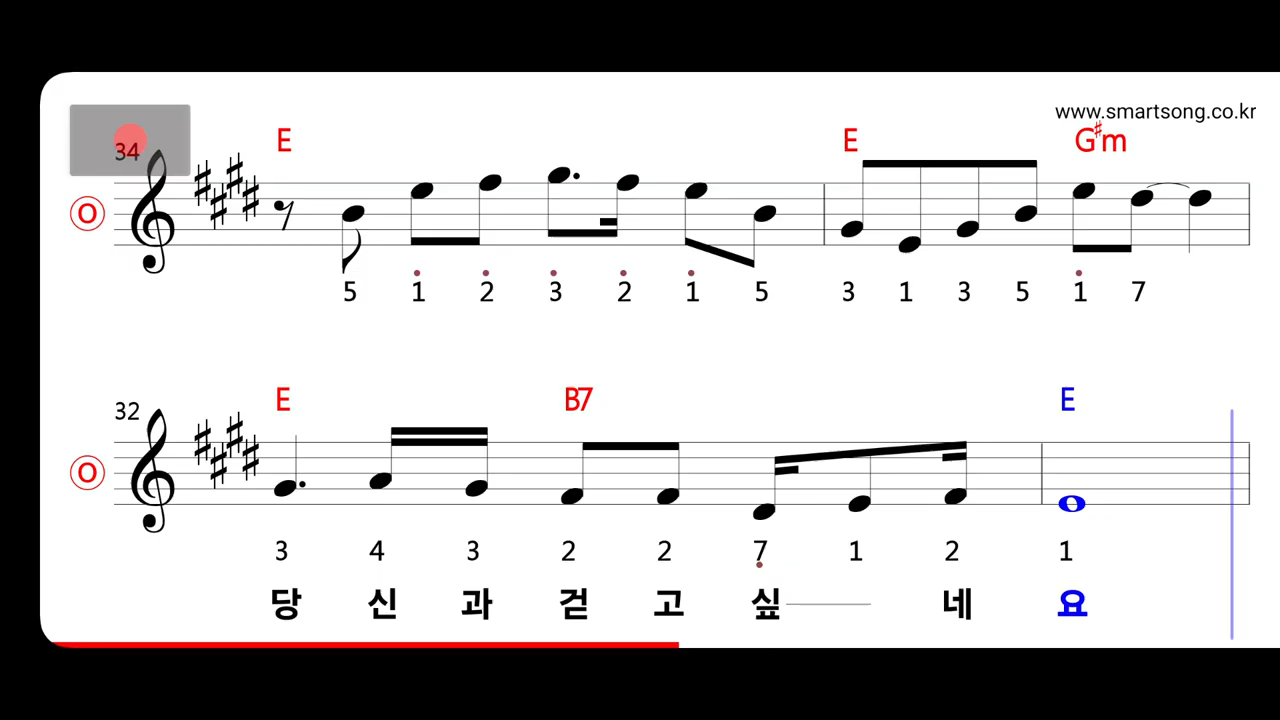 www.smartsong.co.kr
34 E E G♯m
O
5 1 2 3 2 1 5 3 1 3 5 1 7
32 E B7 E
O
3 4 3 2 2 7 1 2 1
당 신 과 걷 고 싶 네 요